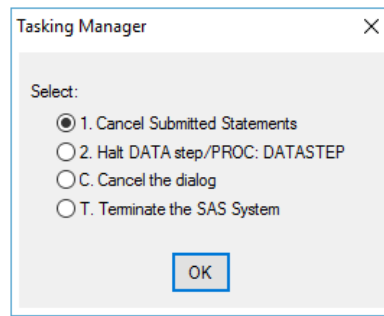 Tasking Manager
Select:
1. Cancel Submitted Statements
2. Halt DATA step/PROC: DATASTEP
C. Cancel the dialog
T. Terminate the SAS System
OK